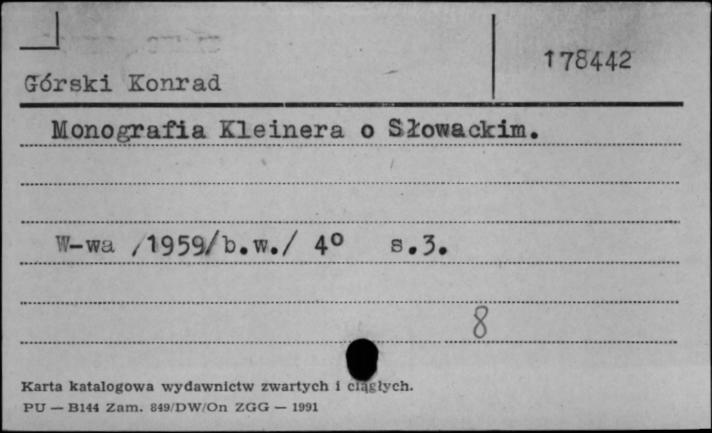 178442
Górski Konrad
Monografia Kleinera o Słowackim.
W-wa /1959/b.w./ 4° s.3.
8
Karta katalogowa wydawnictw zwartych i ciągłych.
PU — B144 Zam. 849/DW/On ZGG — 1991